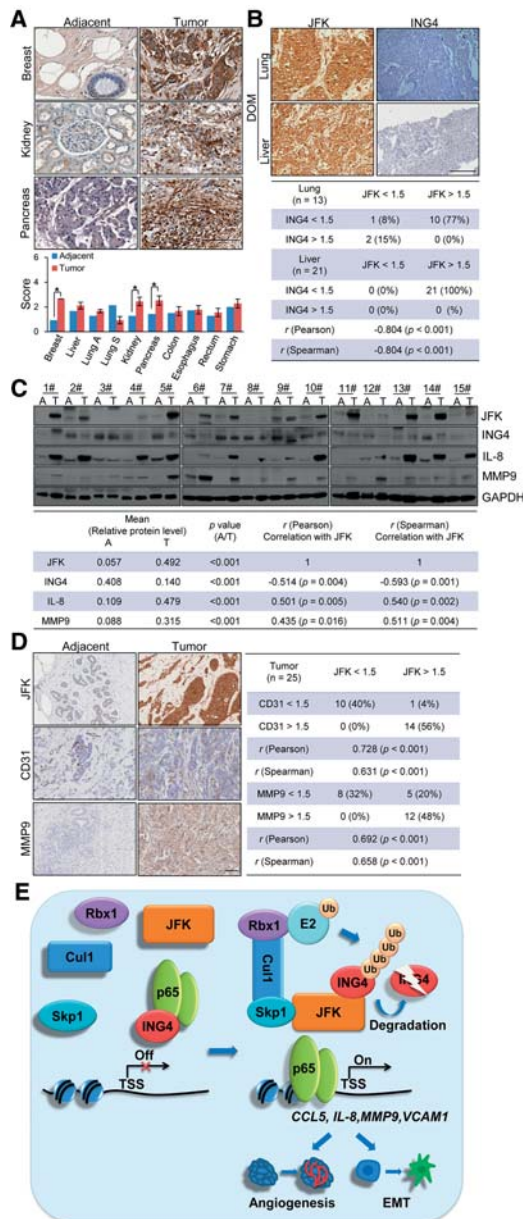 A
Adjacent Tumor
Breast
Kidney
Pancreas
Adjacent
Tumor
Score
6
4
2
0
* * *
Breast Liver Lung A Lung S Kidney Pancreas Colon Esophagus Rectum Stomach
B
JFK ING4
DOM
Lung
Liver
Lung (n = 13) JFK < 1.5 JFK > 1.5
ING4 < 1.5 1 (8%) 10 (77%)
ING4 > 1.5 2 (15%) 0 (0%)
Liver (n = 21) JFK < 1.5 JFK > 1.5
ING4 < 1.5 0 (0%) 21 (100%)
ING4 > 1.5 0 (0%) 0 (%)
r (Pearson) -0.804 (p < 0.001)
r (Spearman) -0.804 (p < 0.001)
C
1# 2# 3# 4# 5# 6# 7# 8# 9# 10# 11# 12# 13# 14# 15#
A T A T A T A T A T A T A T A T A T A T A T A T A T A T A T
JFK
ING4
IL-8
MMP9
GAPDH
Mean (Relative protein level) p value (A/T) r (Pearson) Correlation with JFK r (Spearman) Correlation with JFK
A T
JFK 0.057 0.492 <0.001 1 1
ING4 0.408 0.140 <0.001 -0.514 (p = 0.004) -0.593 (p = 0.001)
IL-8 0.109 0.479 <0.001 0.501 (p = 0.005) 0.540 (p = 0.002)
MMP9 0.088 0.315 <0.001 0.435 (p = 0.016) 0.511 (p = 0.004)
D
Adjacent Tumor
JFK
CD31
MMP9
Tumor (n = 25) JFK < 1.5 JFK > 1.5
CD31 < 1.5 10 (40%) 1 (4%)
CD31 > 1.5 0 (0%) 14 (56%)
r (Pearson) 0.728 (p < 0.001)
r (Spearman) 0.631 (p < 0.001)
MMP9 < 1.5 8 (32%) 5 (20%)
MMP9 > 1.5 0 (0%) 12 (48%)
r (Pearson) 0.692 (p < 0.001)
r (Spearman) 0.658 (p < 0.001)
E
Rbx1
JFK
Cul1
p65
Skp1
ING4
Off
TSS
Rbx1
E2
Ub
Cul1
Ub
Ub
Ub
ING4
ING4
Skp1
JFK
Degradation
p65
On
TSS
CCL5, IL-8,MMP9,VCAM1
Angiogenesis
EMT